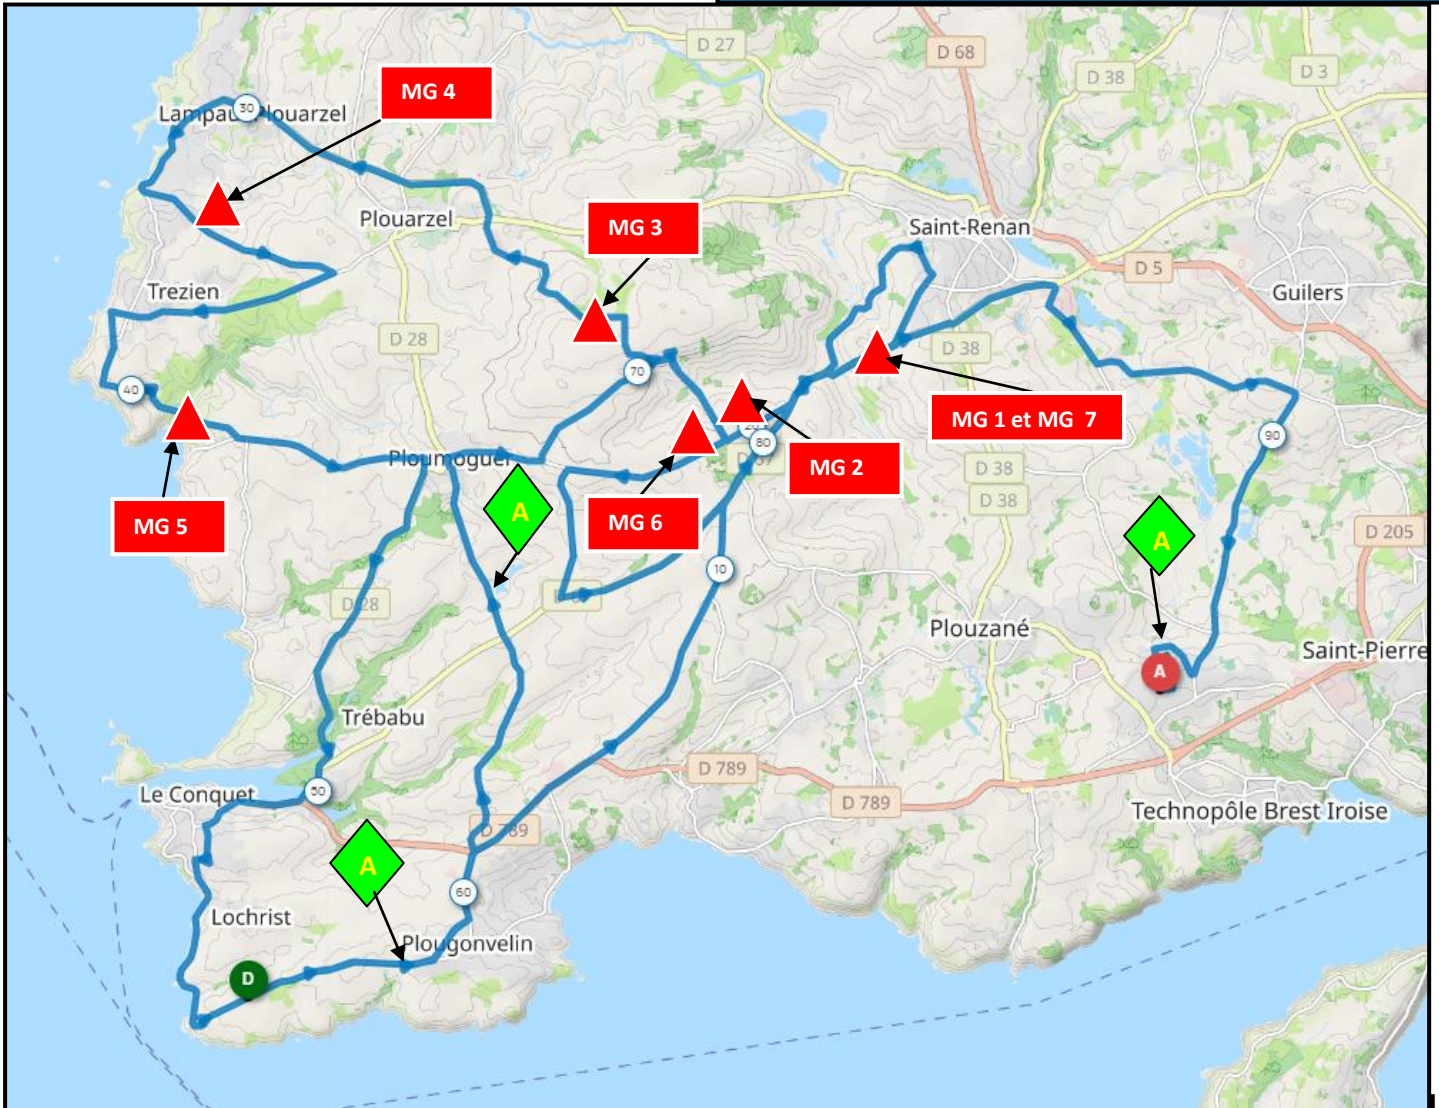 D 27
D 68
D 38
D 3
MG 4
30
Lampaul-Plouarzel
Plouarzel
MG 3
Saint-Renan
D 5
Guilers
Trezien
D 28
D 38
70
40
MG 1 et MG 7
20
80
90
Ploumoguer
D 67
MG 2
D 38
D 38
MG 5
MG 6
A
A
D 205
10
D 28
Plouzané
Saint-Pierre
A
Trébabu
D 789
Le Conquet
50
D 789
Technopôle Brest Iroise
D 789
A
60
Lochrist
Plougonvelin
D